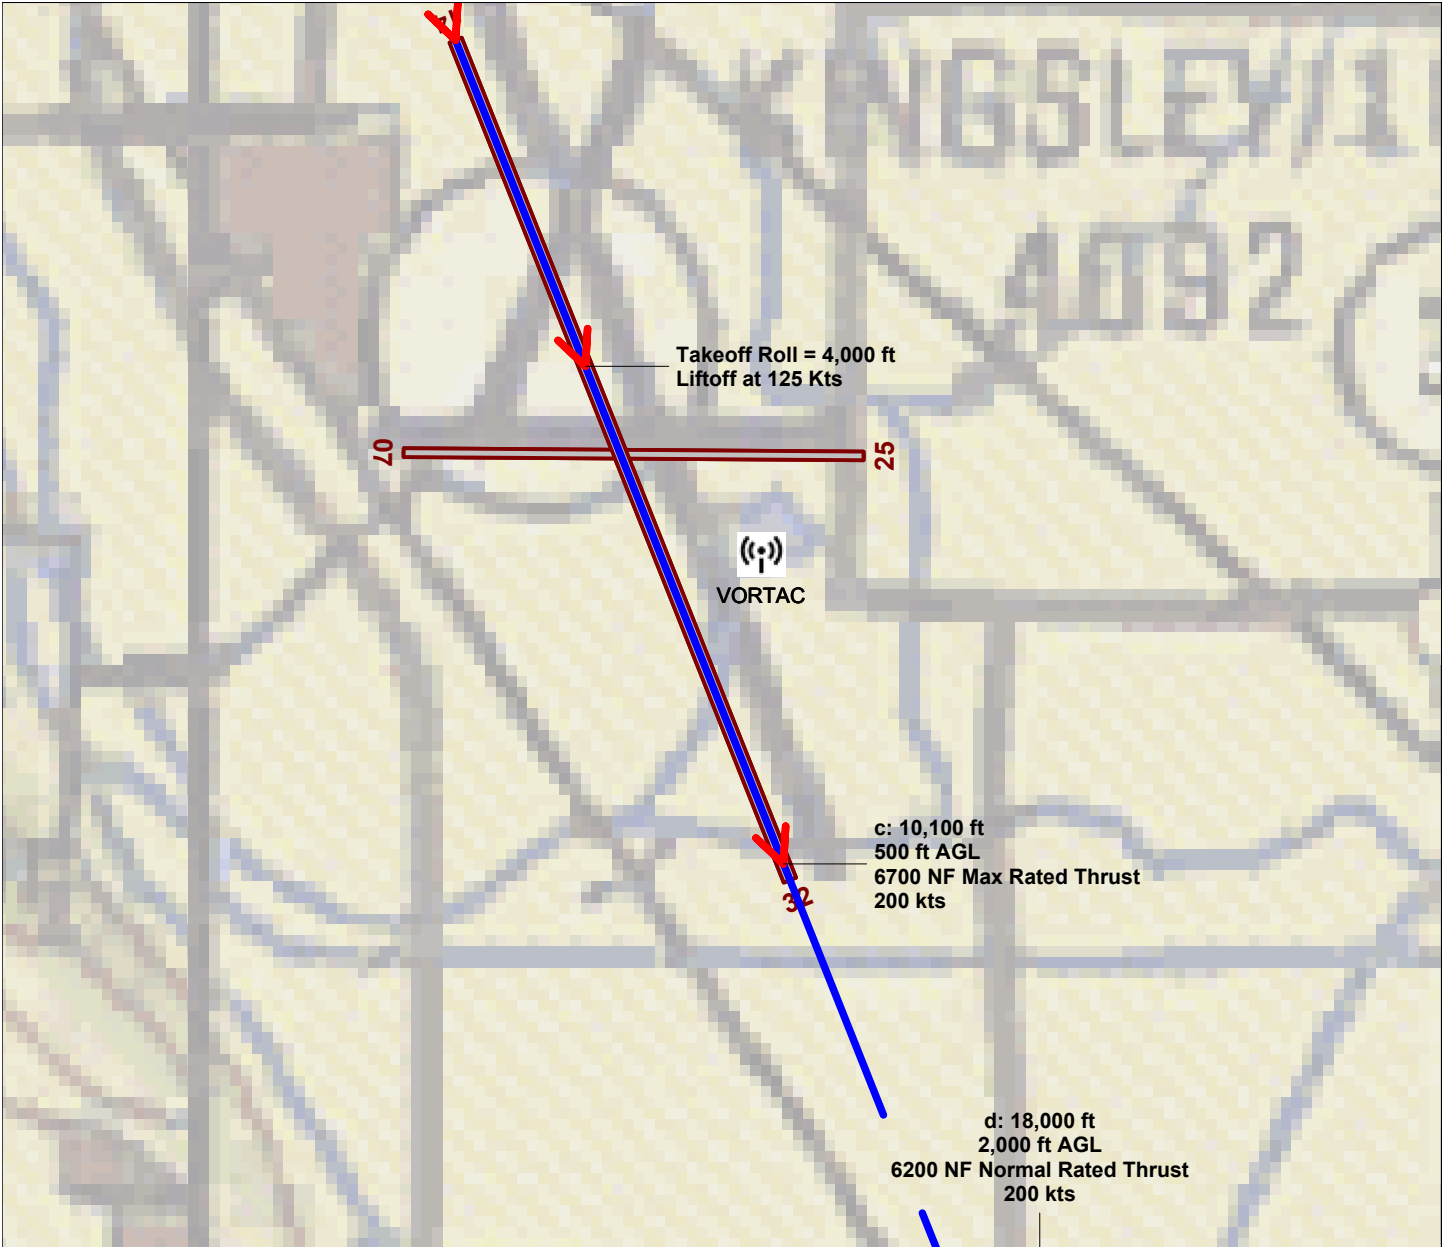 14
NGSLEY/1
4092
Takeoff Roll = 4,000 ft
Liftoff at 125 Kts
07
25
VORTAC
c: 10,100 ft
500 ft AGL
6700 NF Max Rated Thrust
200 kts
32
d: 18,000 ft
2,000 ft AGL
6200 NF Normal Rated Thrust
200 kts